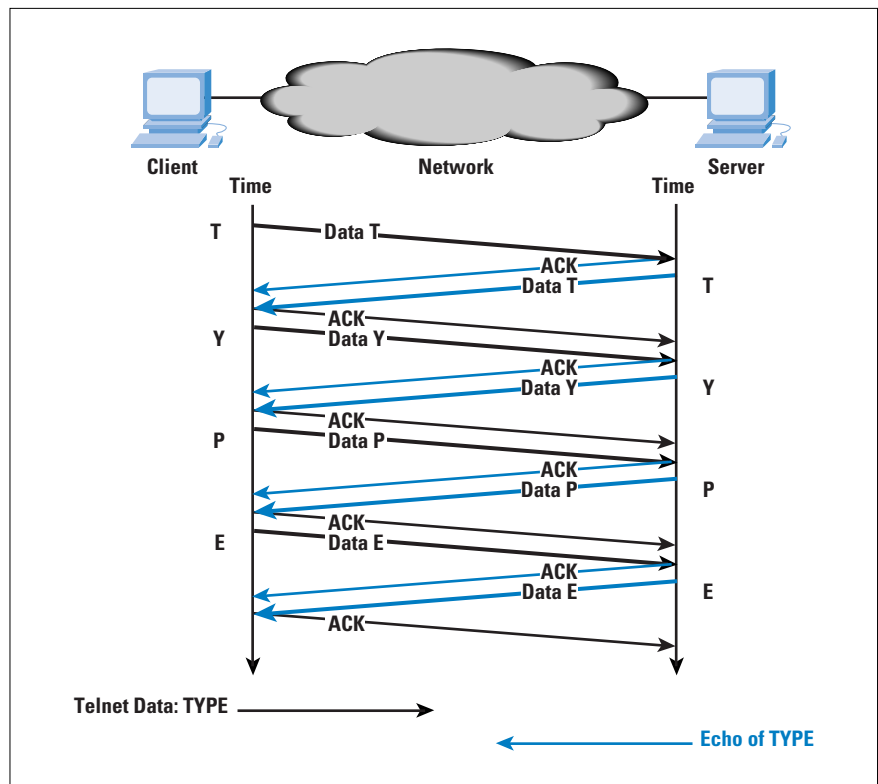 Client
Network
Server
Time
Time
T
Data T
ACK
Data T
T
ACK
Y
Data Y
ACK
Data Y
Y
ACK
P
Data P
ACK
Data P
P
ACK
E
Data E
ACK
Data E
E
ACK
Telnet Data: TYPE
Echo of TYPE